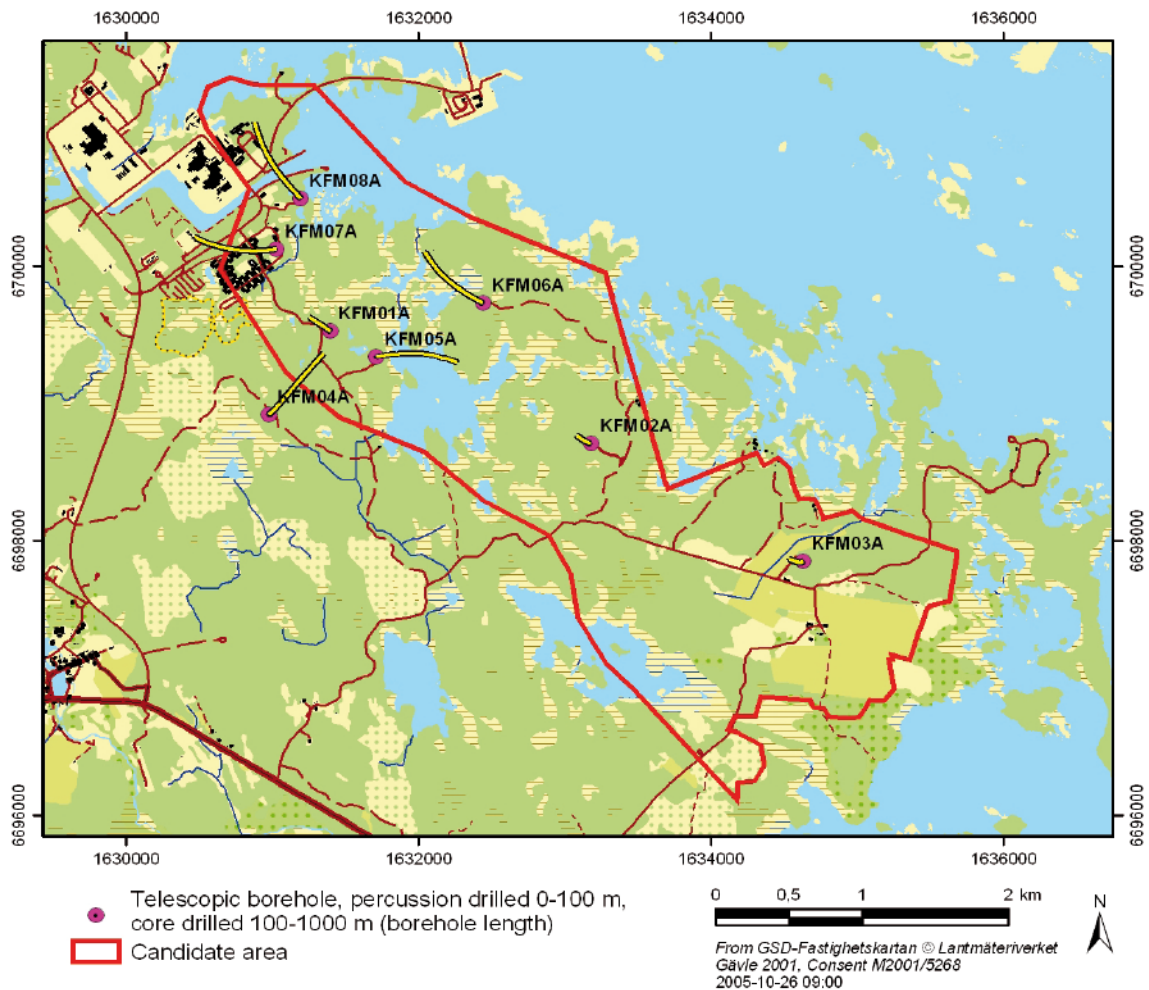 1630000 1632000 1634000 1636000
KFM08A
KFM07A
6700000 6700000
KFM06A
KFM01A
KFM05A
KFM04A
KFM02A
6698000 6698000
KFM03A
6696000 6696000
1630000 1632000 1634000 1636000
Telescopic borehole, percussion drilled 0-100 m,
core drilled 100-1000 m (borehole length)
Candidate area
0 0,5 1 2 km
N
From GSD-Fastighetskartan © Lantmäteriverket
Gävle 2001, Consent M2001/5268
2005-10-26 09:00